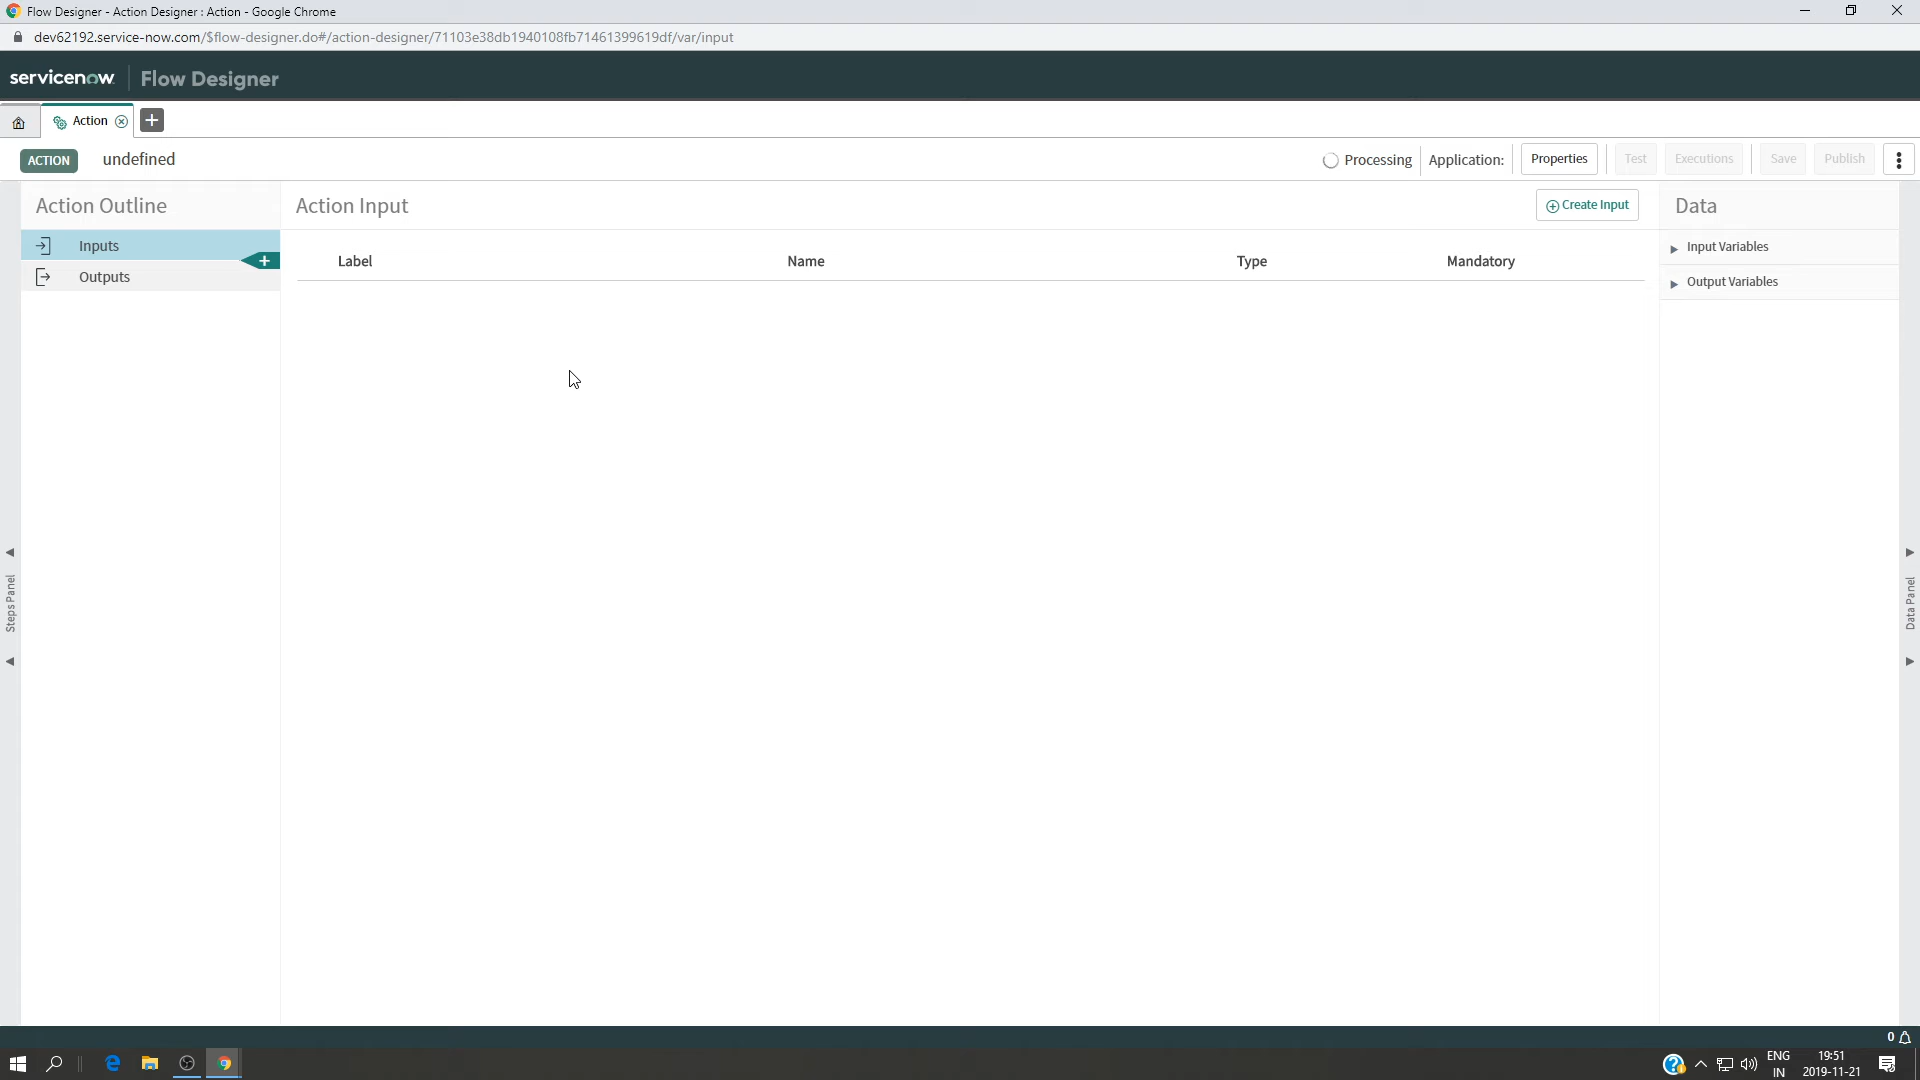 Flow Designer - Action Designer : Action - Google Chrome
dev62192.service-now.com/$flow-designer.do#/action-designer/71103e38db1940108fb71461399619df/var/input
servicenow Flow Designer
Action
ACTION undefined Processing Application: Properties Test Executions Save Publish
Action Outline Action Input Create Input Data
Inputs Input Variables
Label Name Type Mandatory
Outputs Output Variables
Steps Panel
Data Panel
0
ENG 19:51
IN 2019-11-21